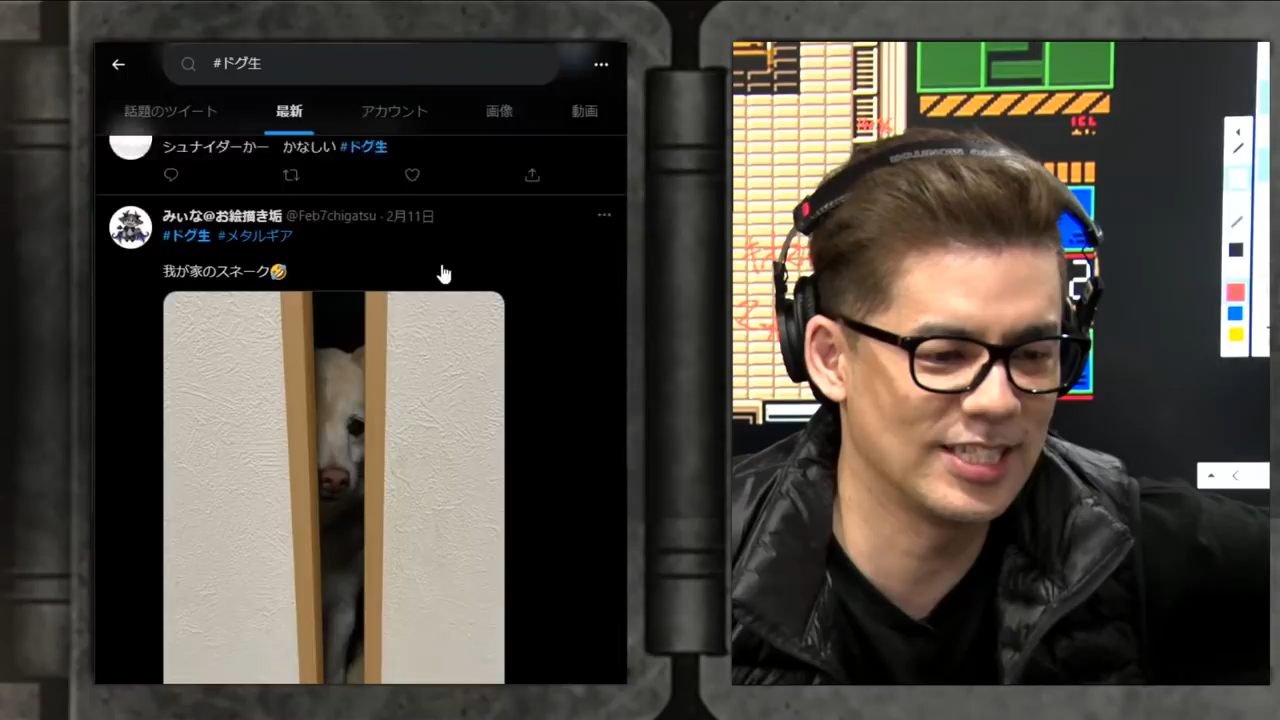 #ドグ生
話題のツイート 最新 アカウント 画像 動画
シュナイダーかー かなしい #ドグ生
みぃな@お絵描き垢 @Feb7chigatsu · 2月11日
#ドグ生 #メタルギア
我が家のスネーク🤣
2
2